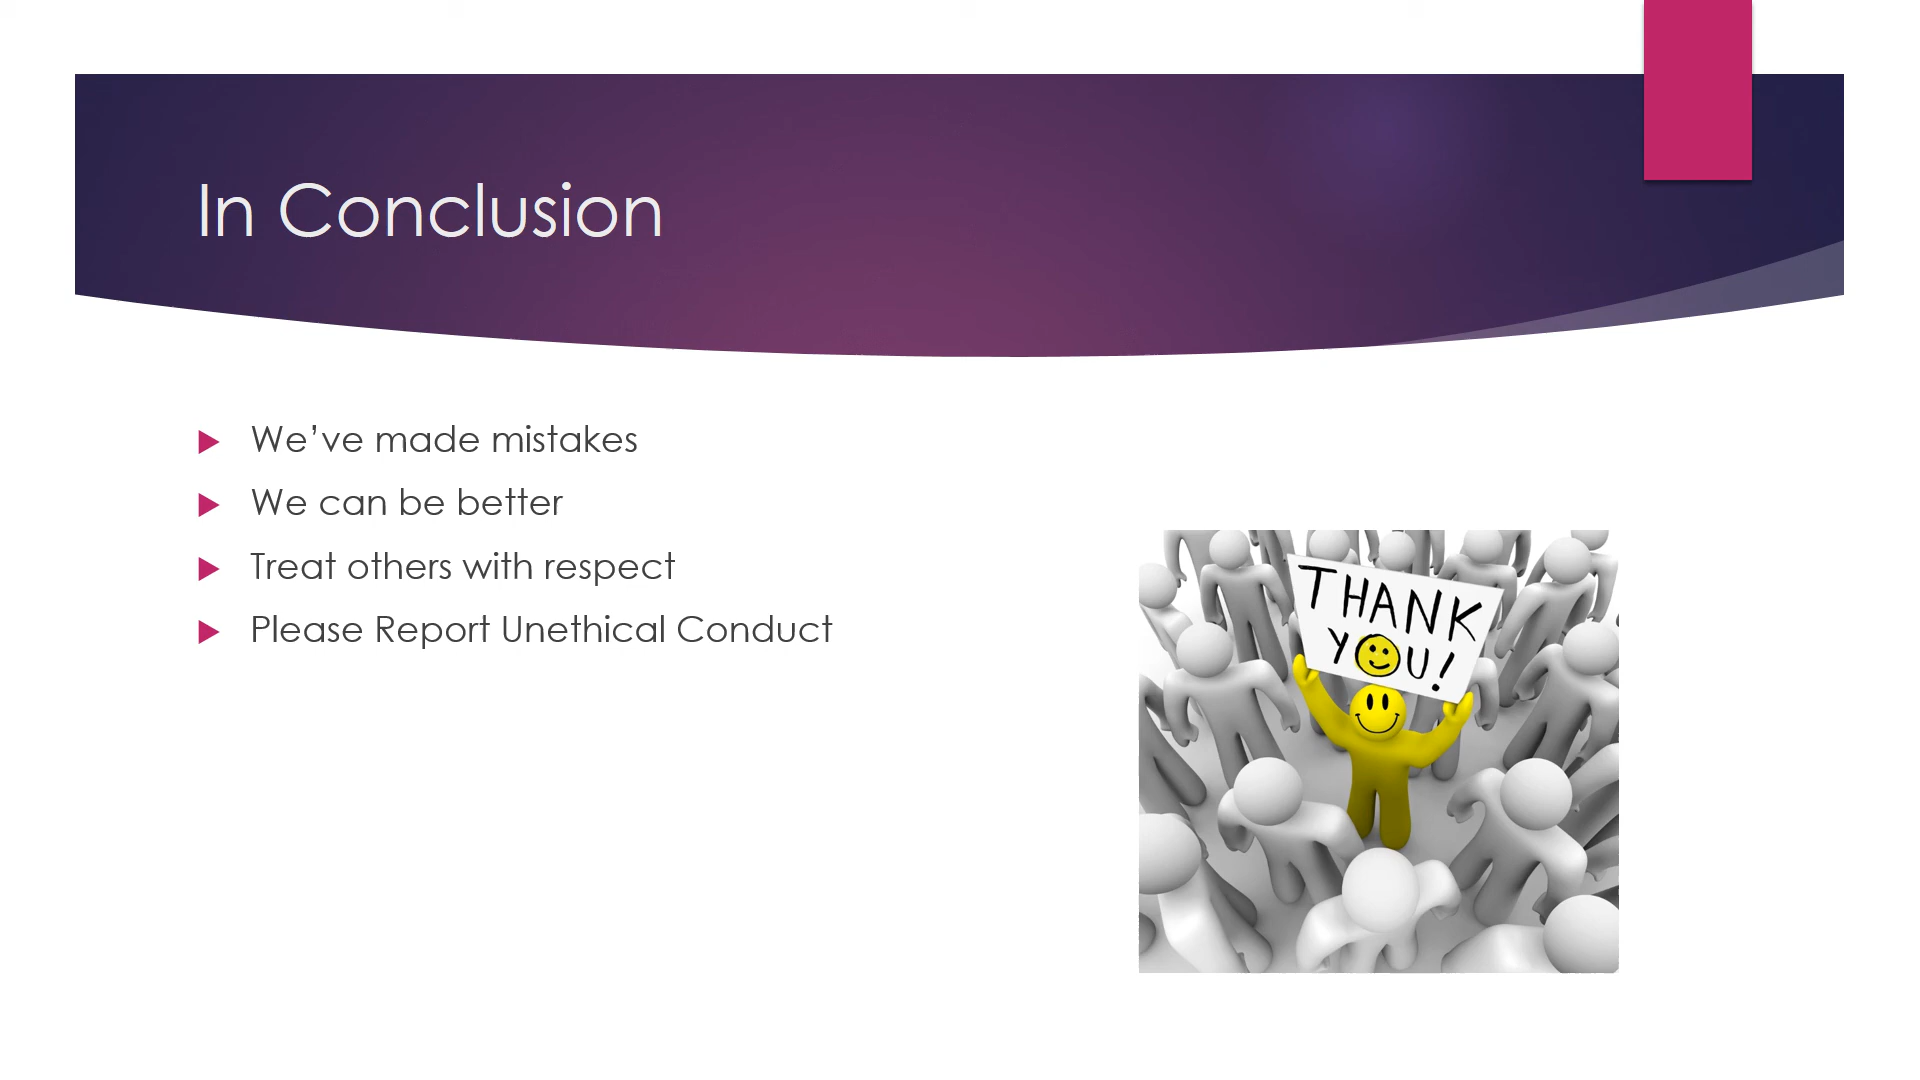 In Conclusion
We’ve made mistakes
We can be better
Treat others with respect
Please Report Unethical Conduct
THANK
YOU!